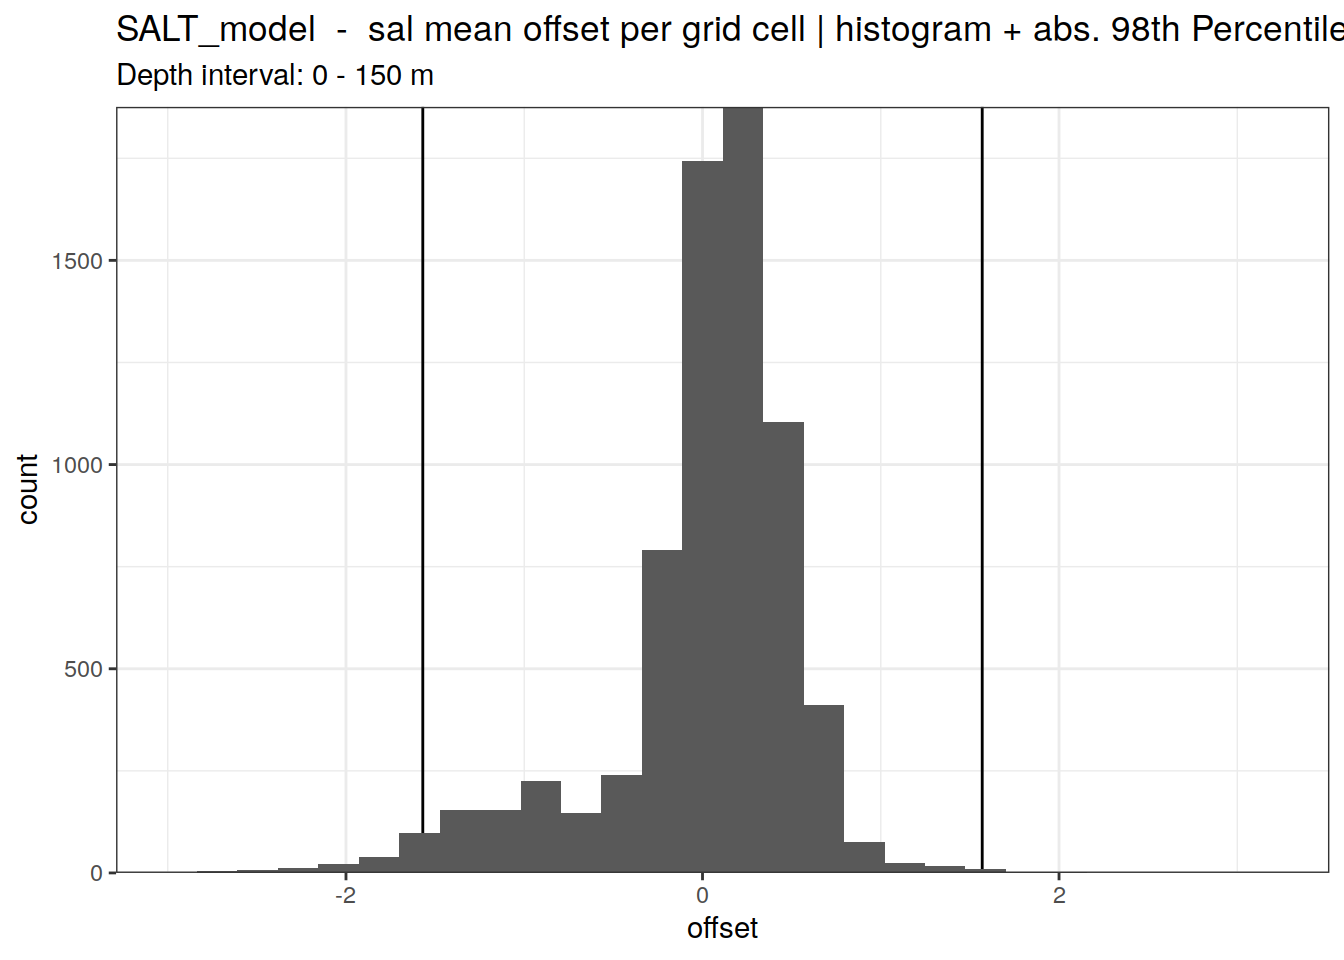 SALT_model  -  sal mean offset per grid cell | histogram + abs. 98th Percentile
Depth interval: 0 - 150 m
1500
1000
500
0
count
-2
0
2
offset